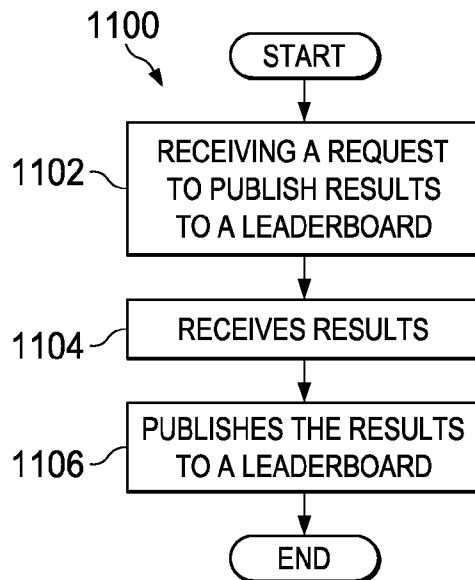 1100
START
1102
RECEIVING A REQUEST
TO PUBLISH RESULTS
TO A LEADERBOARD
1104
RECEIVES RESULTS
1106
PUBLISHES THE RESULTS
TO A LEADERBOARD
END